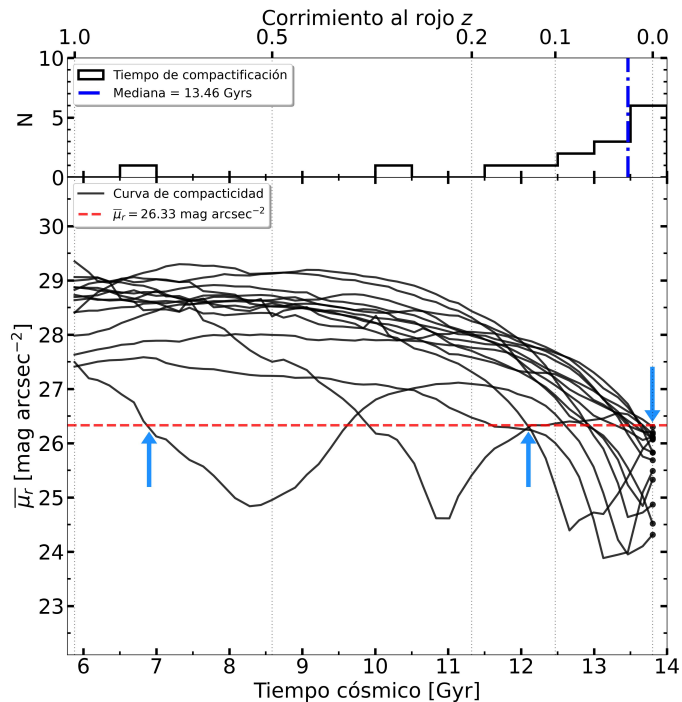 Corrimiento al rojo z
1.0 0.5 0.2 0.1 0.0
10
5
0
N
Tiempo de compactificación
Mediana = 13.46 Gyrs
Curva de compacticidad
μ̅ᵣ = 26.33 mag arcsec⁻²
30
29
28
27
26
25
24
23
μ̅ᵣ [mag arcsec⁻²]
6 7 8 9 10 11 12 13 14
Tiempo cósmico [Gyr]